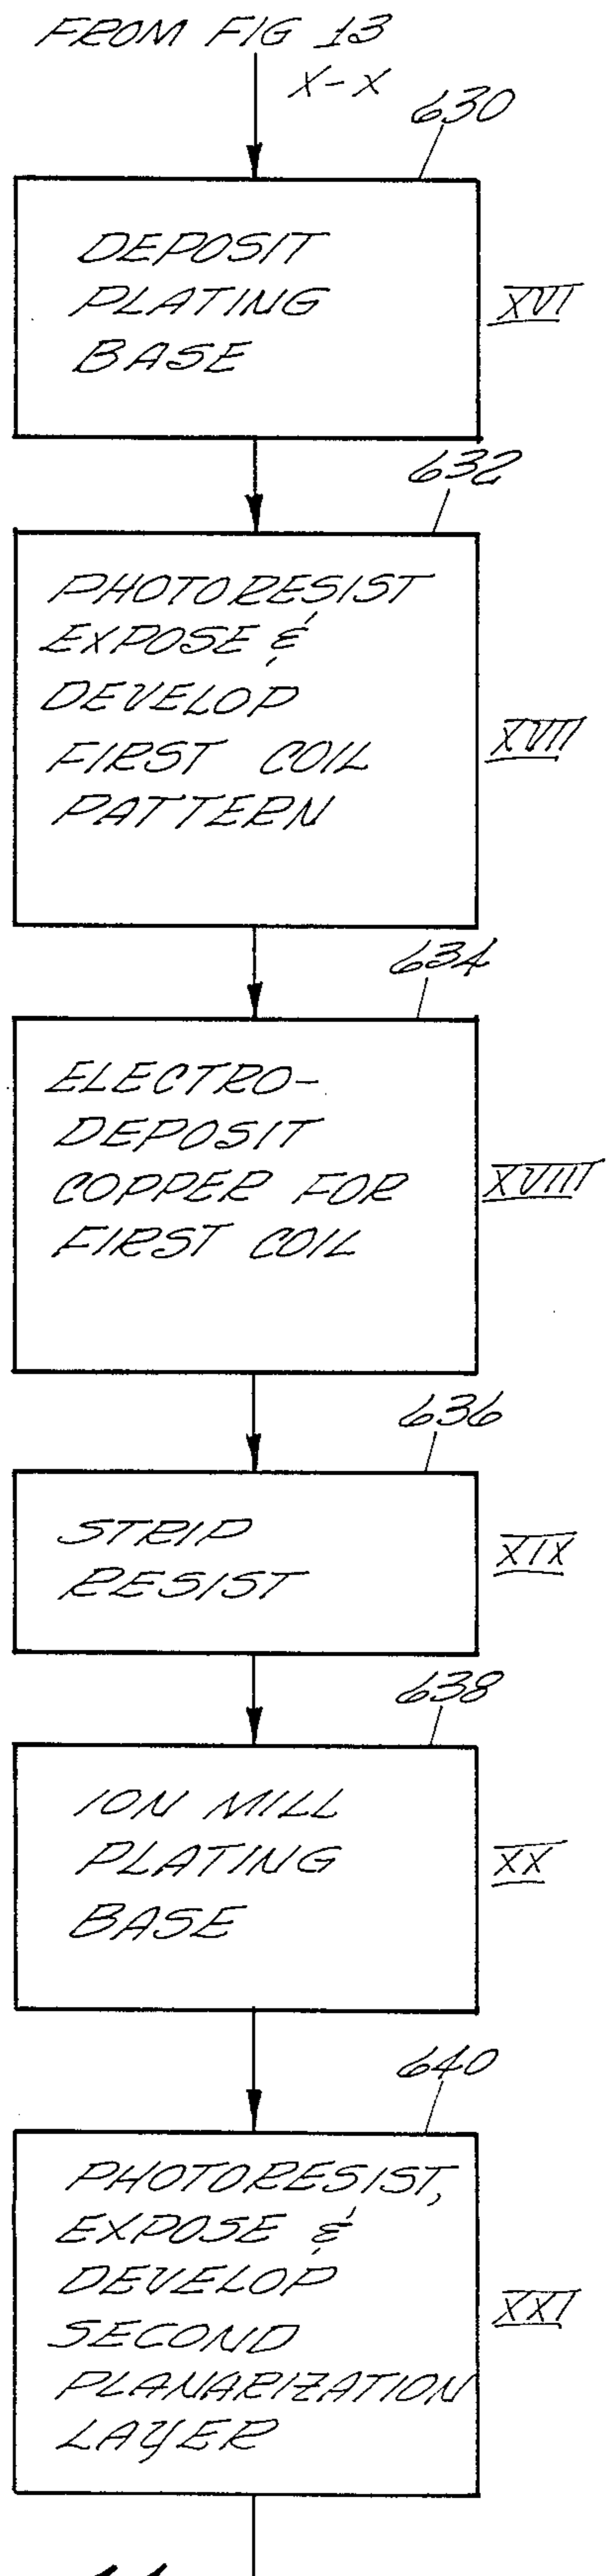 FROM FIG 13
X-X
630
DEPOSIT
PLATING
BASE
XVI
632
PHOTORESIST
EXPOSE &
DEVELOP
FIRST COIL
PATTERN
XVII
634
ELECTRO-
DEPOSIT
COPPER FOR
FIRST COIL
XVIII
636
STRIP
RESIST
XIX
638
ION MILL
PLATING
BASE
XX
640
PHOTORESIST,
EXPOSE &
DEVELOP
SECOND
PLANARIZATION
LAYER
XXI